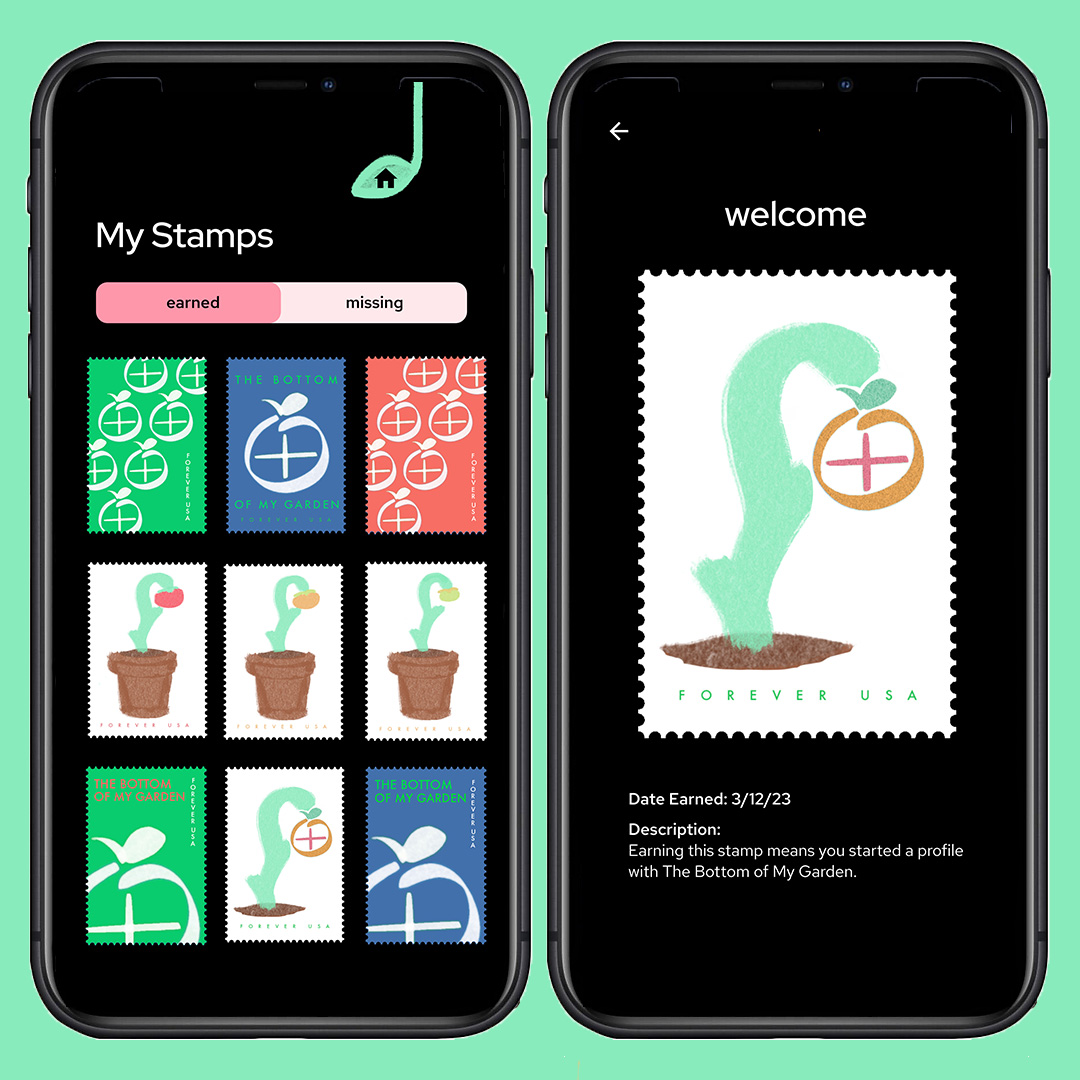 My Stamps
earned
missing
FOREVER USA
THE BOTTOM
OF MY GARDEN
FOREVER USA
FOREVER USA
FOREVER USA
FOREVER USA
FOREVER USA
THE BOTTOM
OF MY GARDEN
FOREVER USA
FOREVER USA
THE BOTTOM
OF MY GARDEN
FOREVER USA
welcome
FOREVER USA
Date Earned: 3/12/23
Description:
Earning this stamp means you started a profile
with The Bottom of My Garden.